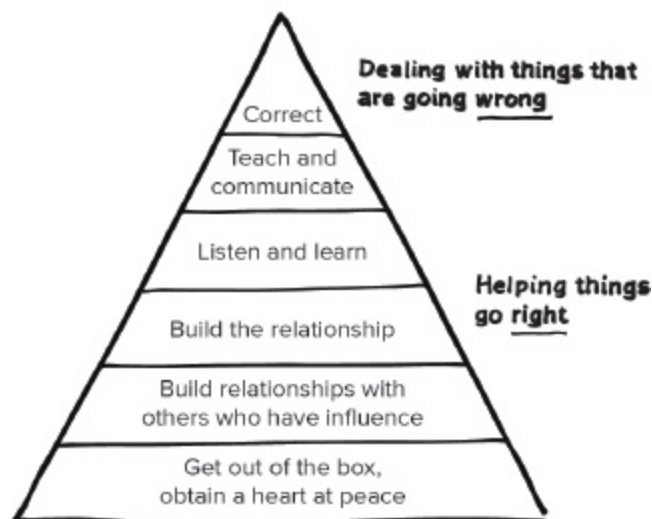 Dealing with things that
are going wrong
Correct
Teach and
communicate
Listen and learn
Helping things
go right
Build the relationship
Build relationships with
others who have influence
Get out of the box,
obtain a heart at peace